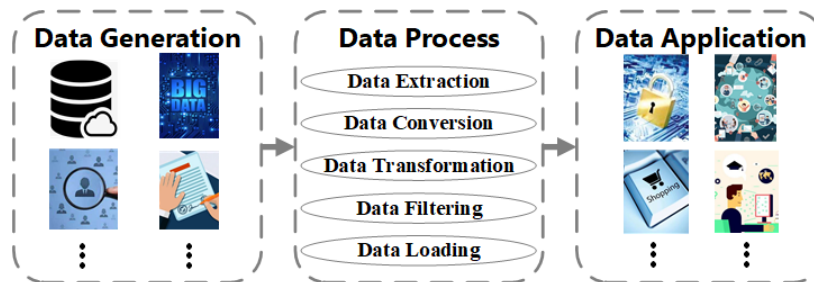 Data Generation
BIG
DATA
Data Process
Data Extraction
Data Conversion
Data Transformation
Data Filtering
Data Loading
Data Application
Shopping